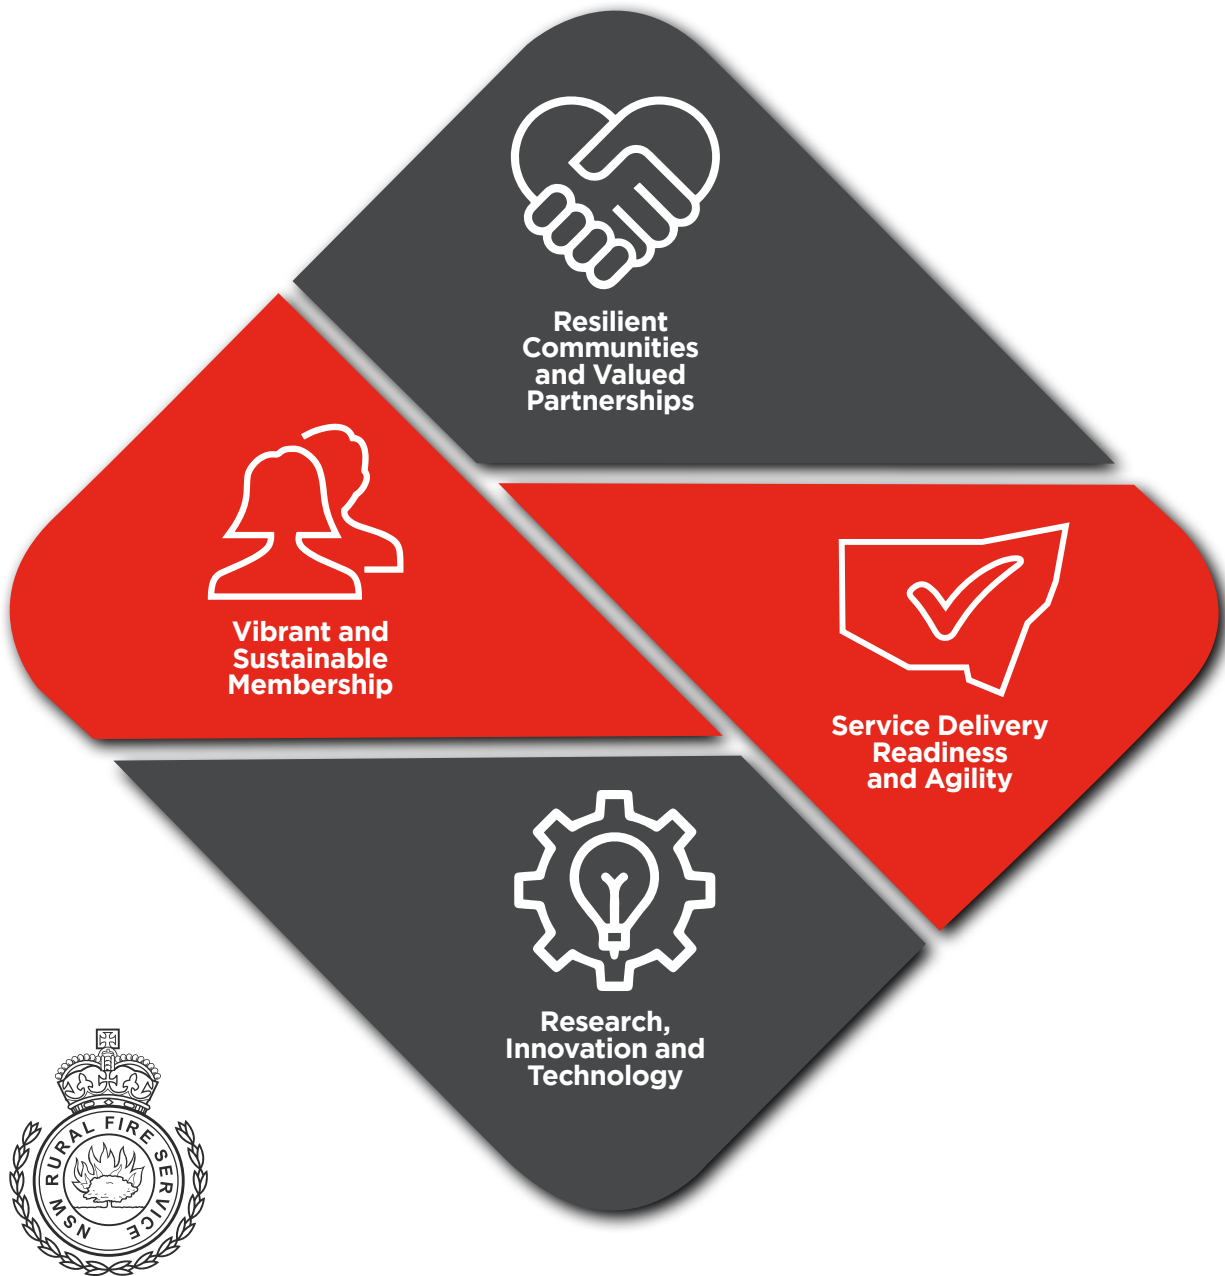 Resilient
Communities
and Valued
Partnerships
Vibrant and
Sustainable
Membership
Service Delivery
Readiness
and Agility
Research,
Innovation and
Technology
NSW RURAL FIRE SERVICE